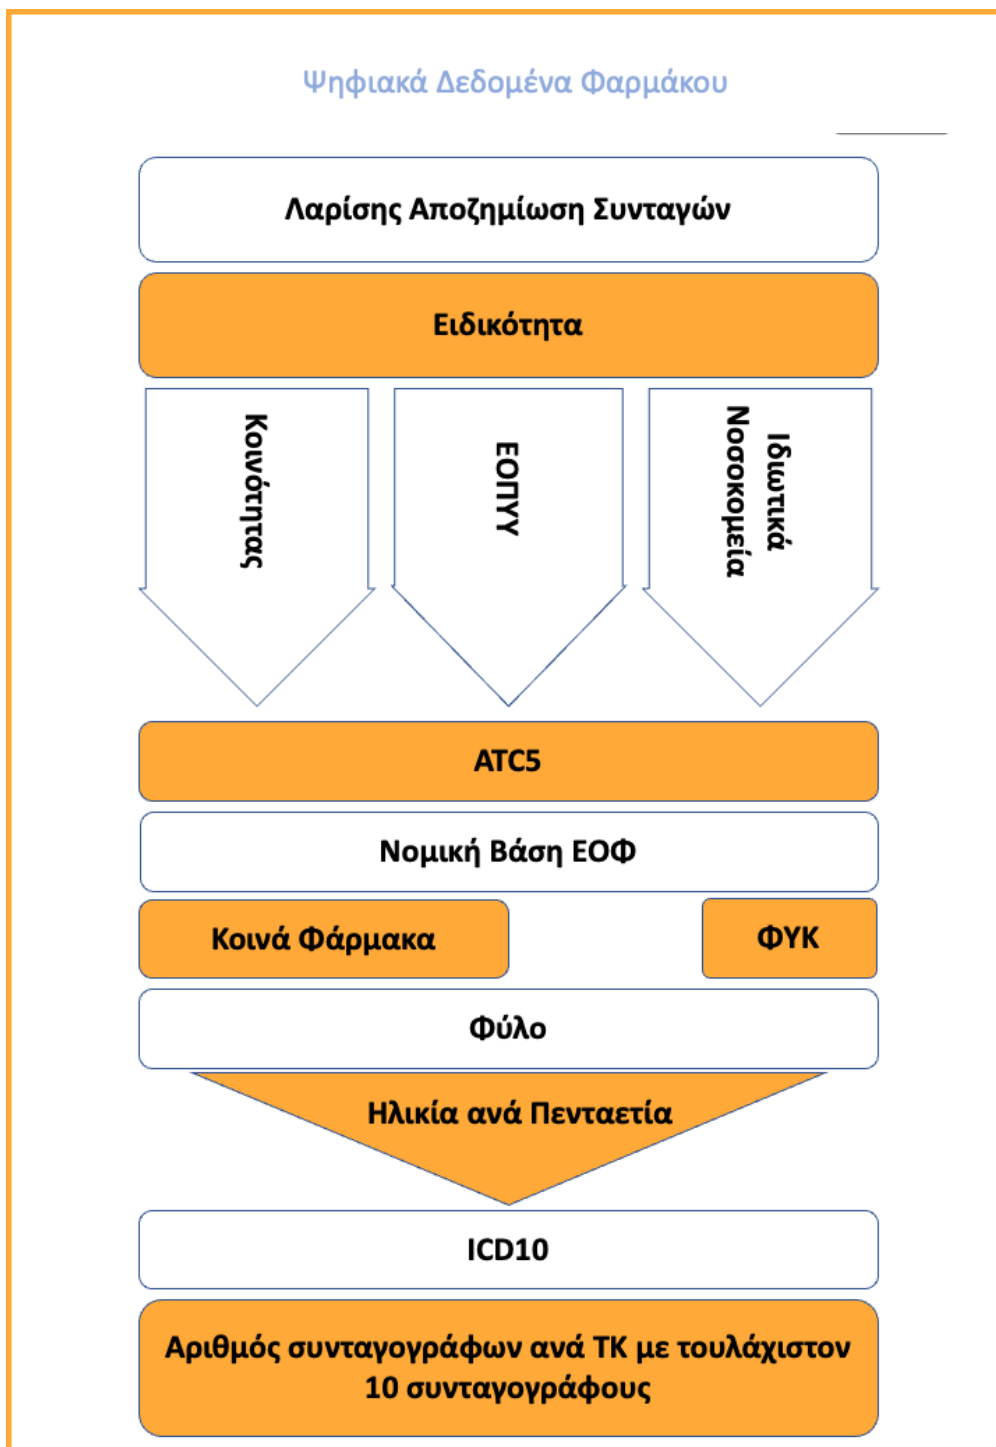 Ψηφιακά Δεδομένα Φαρμάκου
Λαρίσης Αποζημίωση Συνταγών
Ειδικότητα
Κοινότητας
ΕΟΠΥΥ
Ιδιωτικά
Νοσοκομεία
ATC5
Νομική Βάση ΕΟΦ
Κοινά Φάρμακα
ΦΥΚ
Φύλο
Ηλικία ανά Πενταετία
ICD10
Αριθμός συνταγογράφων ανά ΤΚ με τουλάχιστον
10 συνταγογράφους